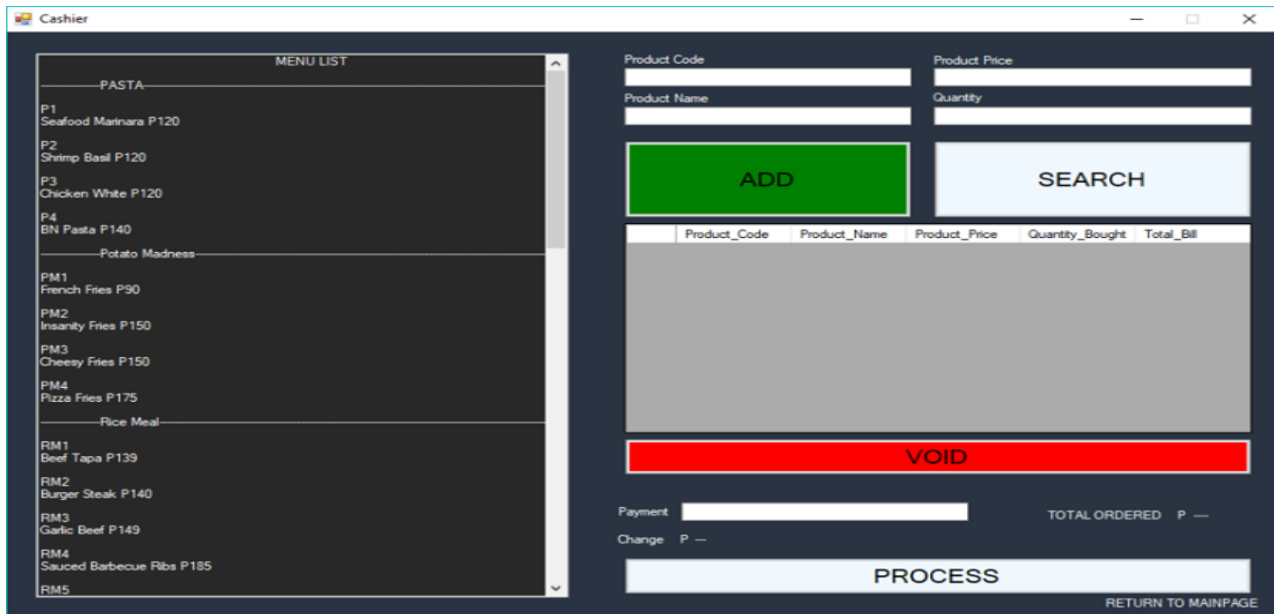 Cashier
MENU LIST
----------PASTA----------
P1
Seafood Marinara P120
P2
Shrimp Basil P120
P3
Chicken White P120
P4
BN Pasta P140
----------Potato Madness----------
PM1
French Fries P90
PM2
Insanity Fries P150
PM3
Cheesy Fries P150
PM4
Pizza Fries P175
----------Rice Meal----------
RM1
Beef Tapa P139
RM2
Burger Steak P140
RM3
Garlic Beef P149
RM4
Sauced Barbecue Ribs P185
RM5
Product Code
Product Price
Product Name
Quantity
ADD
SEARCH
Product_Code Product_Name Product_Price Quantity_Bought Total_Bill
VOID
Payment
TOTAL ORDERED P ---
Change P ---
PROCESS
RETURN TO MAINPAGE